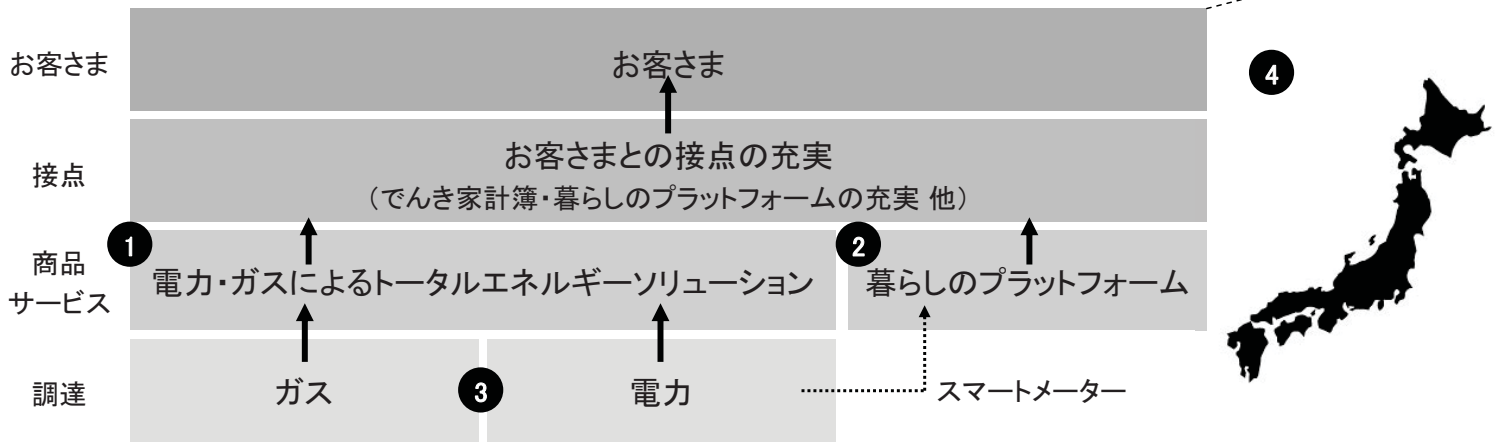 お客さま
お客さま
4
接点
お客さまとの接点の充実
（でんき家計簿・暮らしのプラットフォームの充実 他）
1
2
商品
サービス
電力・ガスによるトータルエネルギーソリューション
暮らしのプラットフォーム
調達
ガス
3
電力
スマートメーター